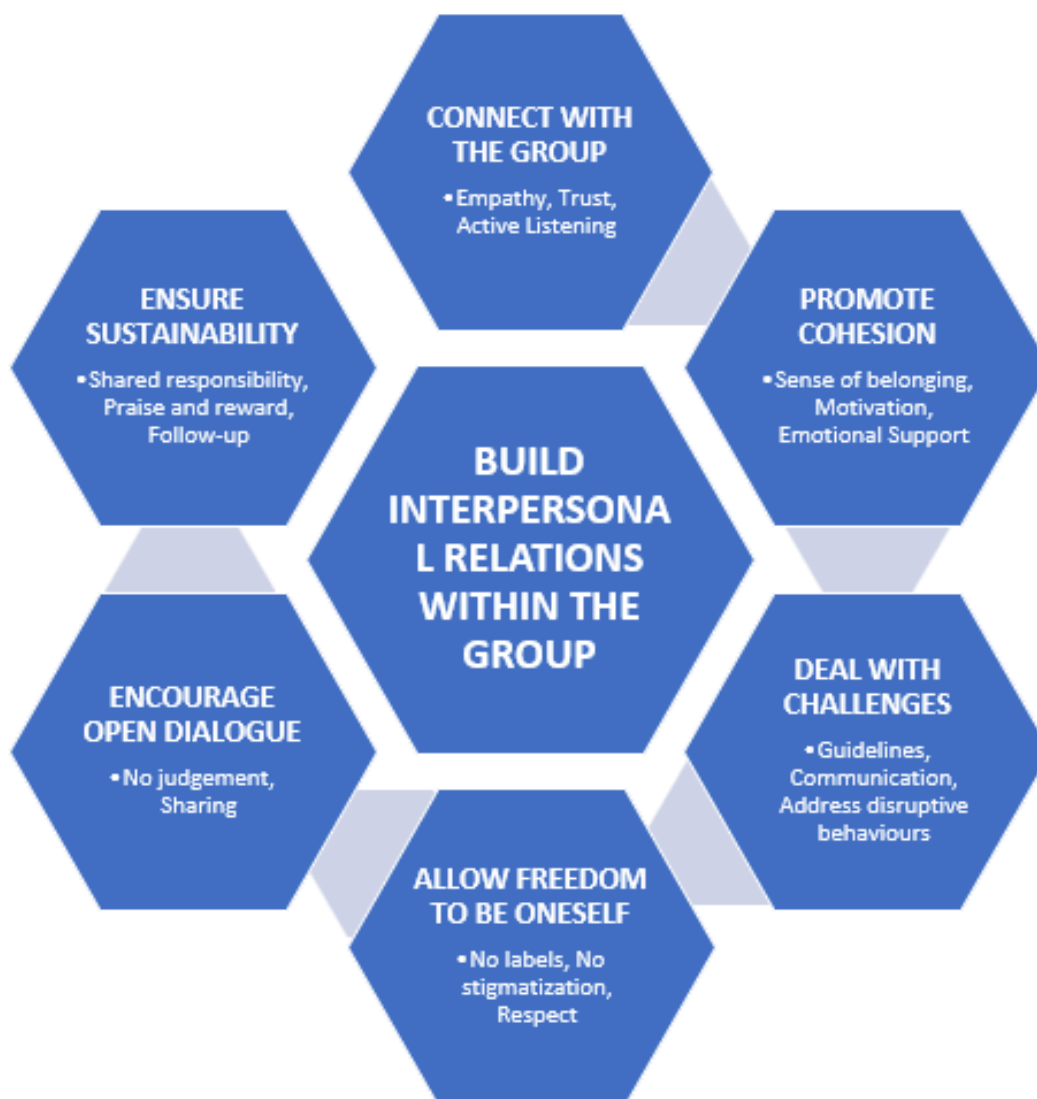 CONNECT WITH
THE GROUP
•Empathy, Trust,
Active Listening
PROMOTE
COHESION
•Sense of belonging,
Motivation,
Emotional Support
DEAL WITH
CHALLENGES
•Guidelines,
Communication,
Address disruptive
behaviours
ALLOW FREEDOM
TO BE ONESELF
•No labels, No
stigmatization,
Respect
ENCOURAGE
OPEN DIALOGUE
•No judgement,
Sharing
ENSURE
SUSTAINABILITY
•Shared responsibility,
Praise and reward,
Follow-up
BUILD
INTERPERSONA
L RELATIONS
WITHIN THE
GROUP